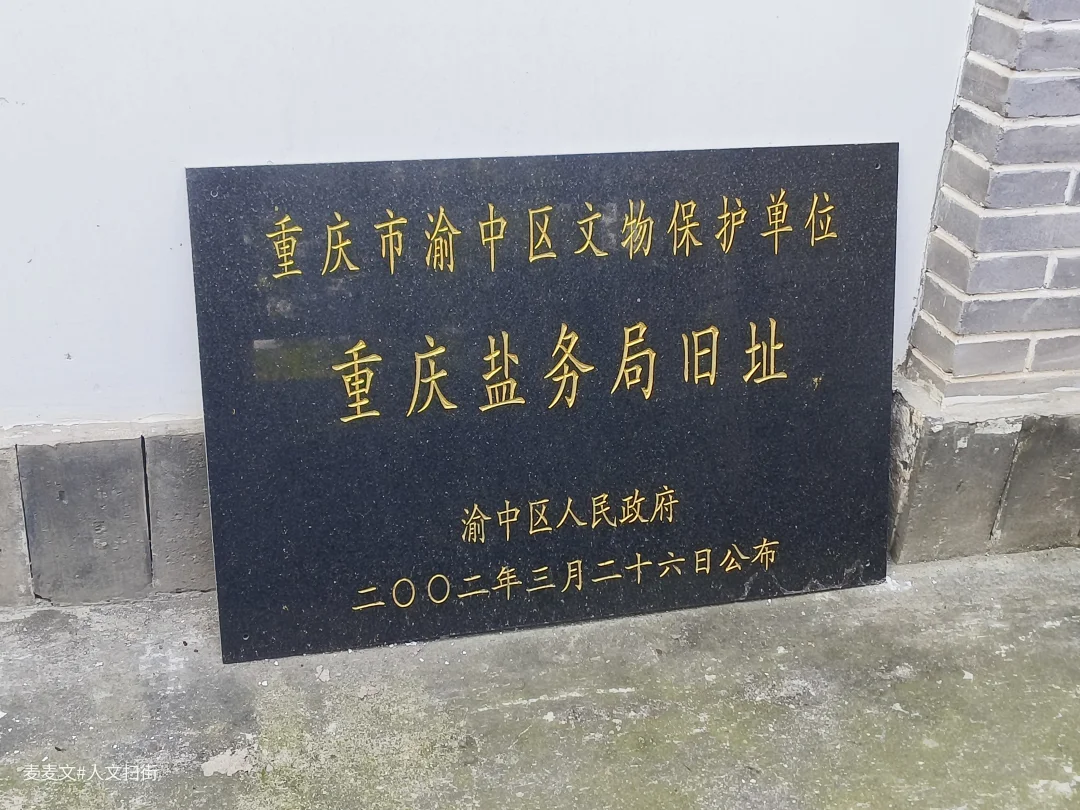 重庆市渝中区文物保护单位
重庆盐务局旧址
渝中区人民政府
二〇〇二年三月二十六日公布
麦麦文#人文扫街